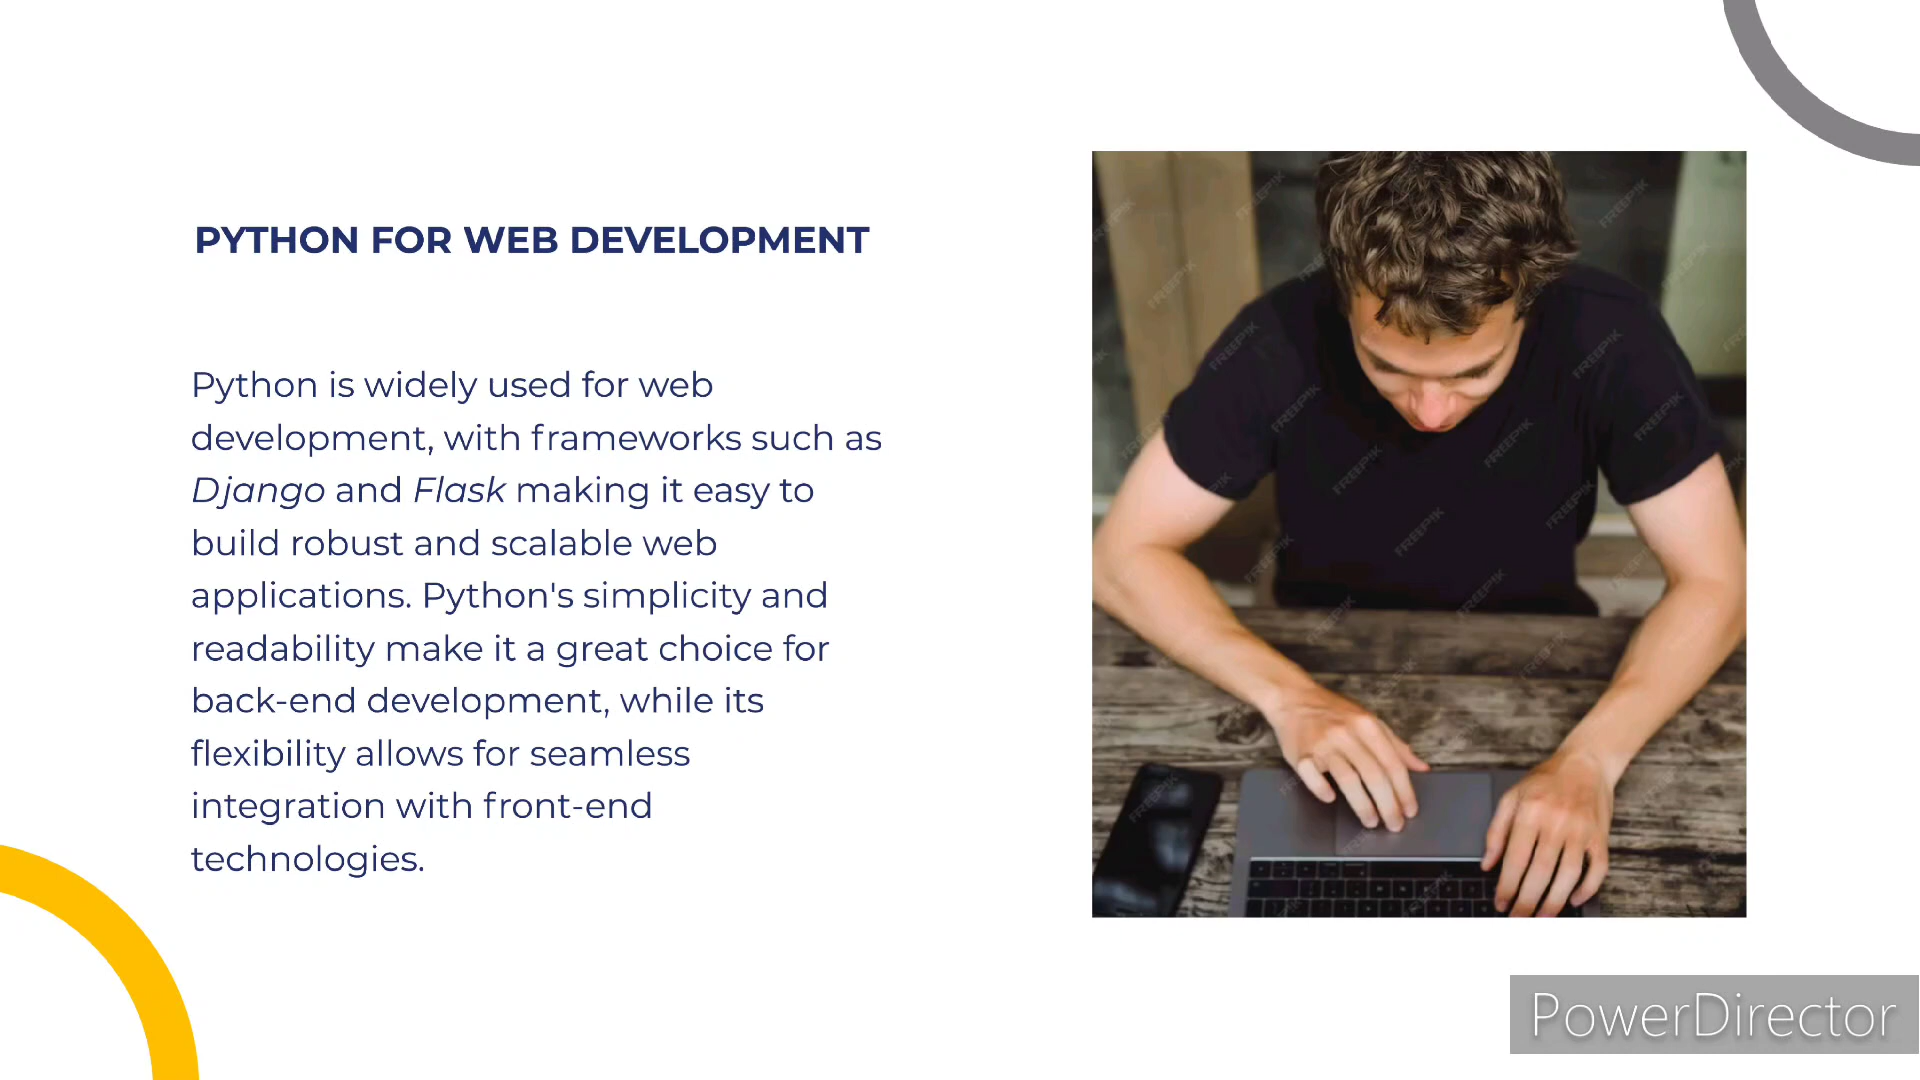 PYTHON FOR WEB DEVELOPMENT
Python is widely used for web
development, with frameworks such as
Django and Flask making it easy to
build robust and scalable web
applications. Python's simplicity and
readability make it a great choice for
back-end development, while its
flexibility allows for seamless
integration with front-end
technologies.
FREEPIK
PowerDirector